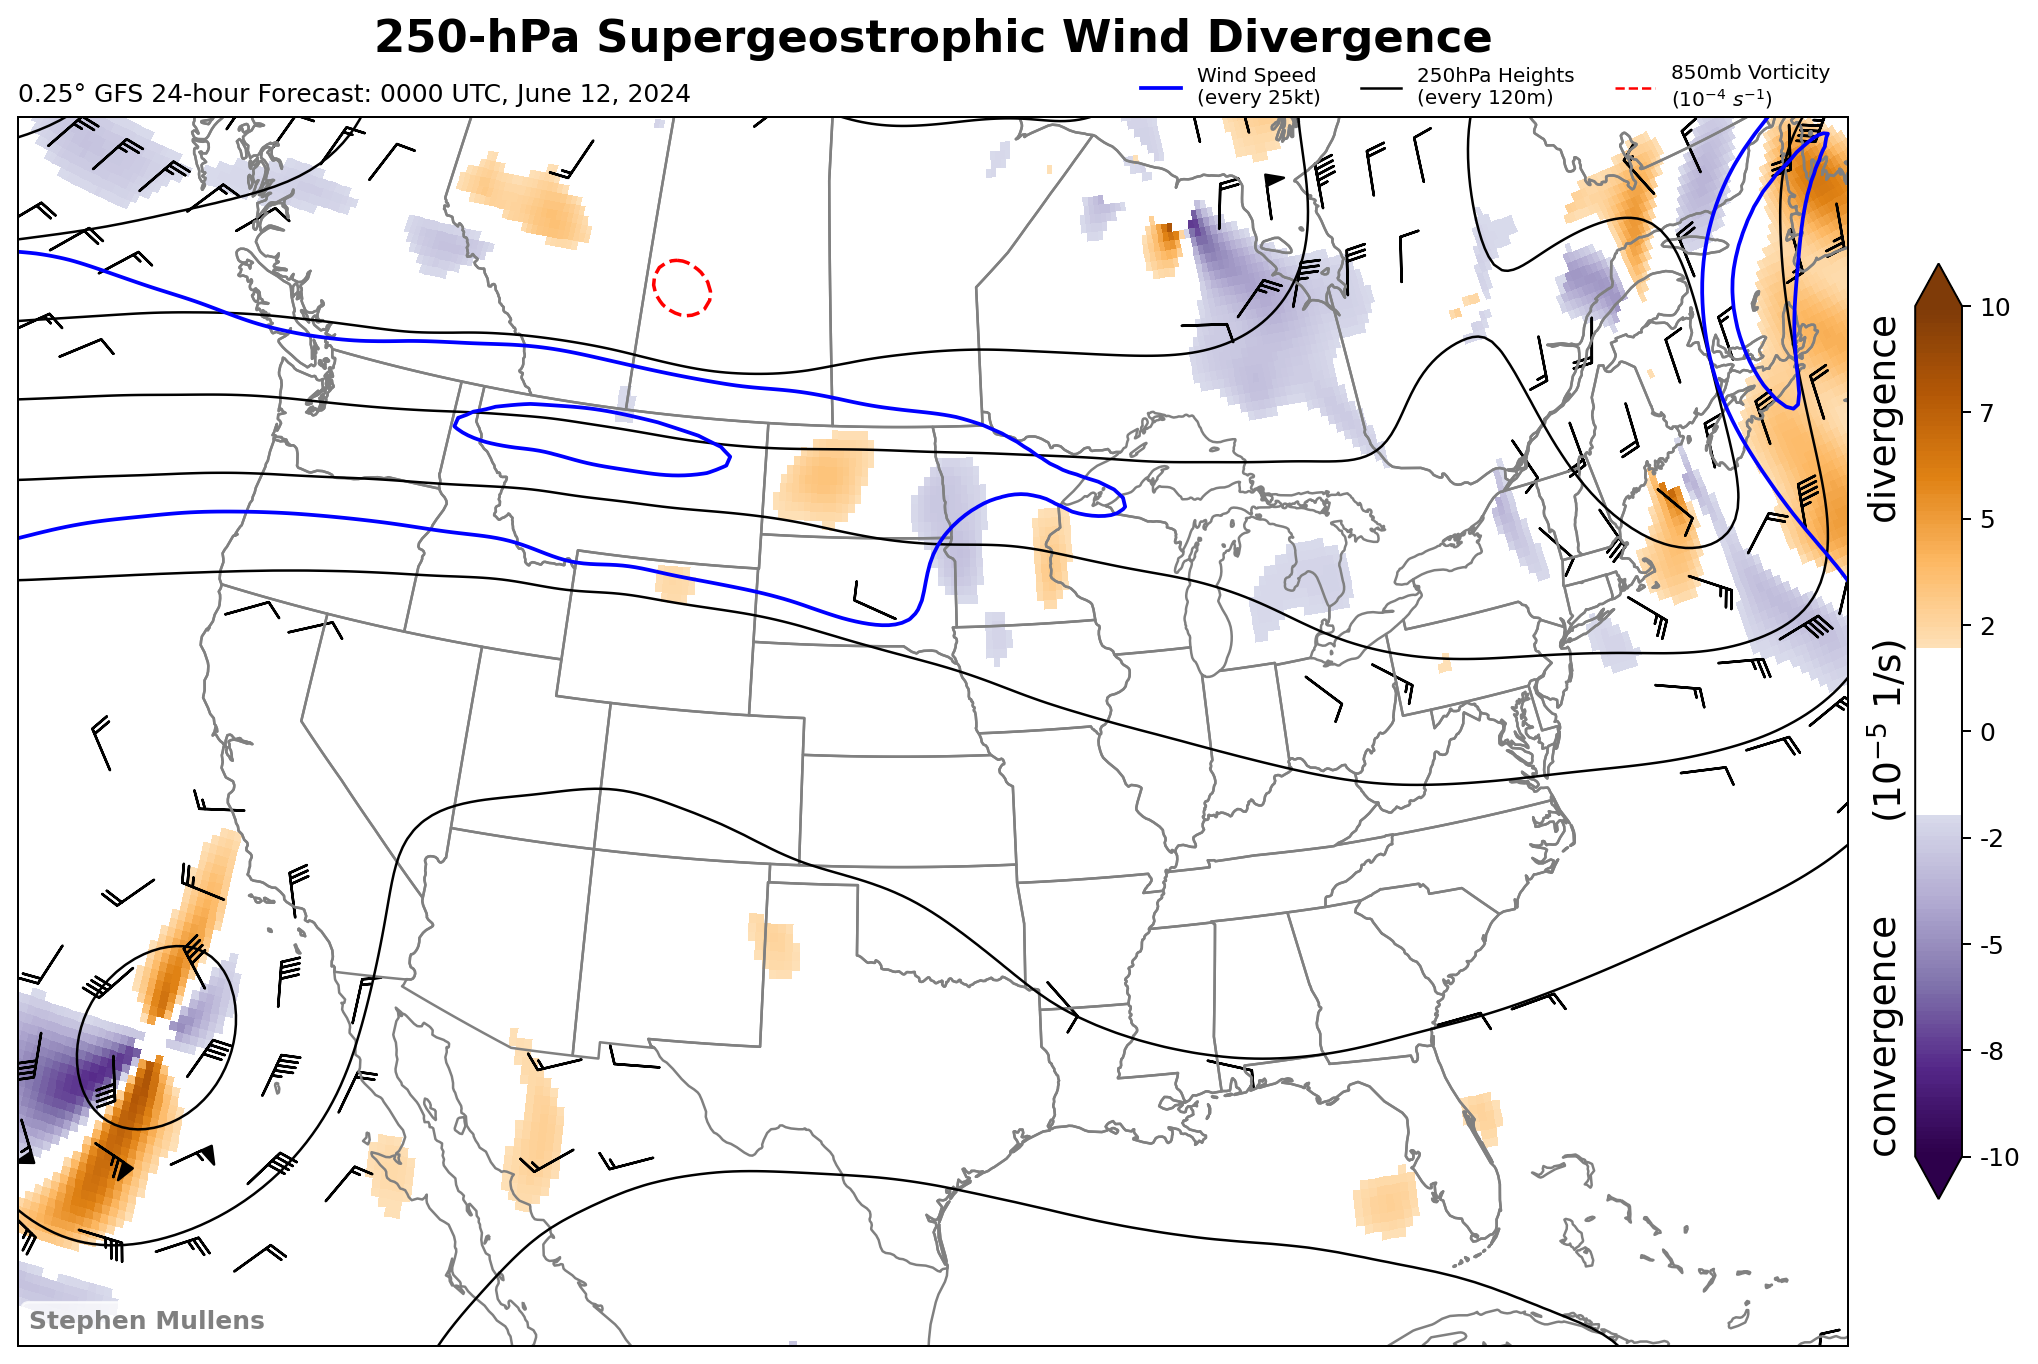 250-hPa Supergeostrophic Wind Divergence
0.25° GFS 24-hour Forecast: 0000 UTC, June 12, 2024
Wind Speed
(every 25kt)
250hPa Heights
(every 120m)
850mb Vorticity
(10⁻⁴ s⁻¹)
10
7
5
2
0
-2
-5
-8
-10
convergence (10⁻⁵ 1/s) divergence
Stephen Mullens